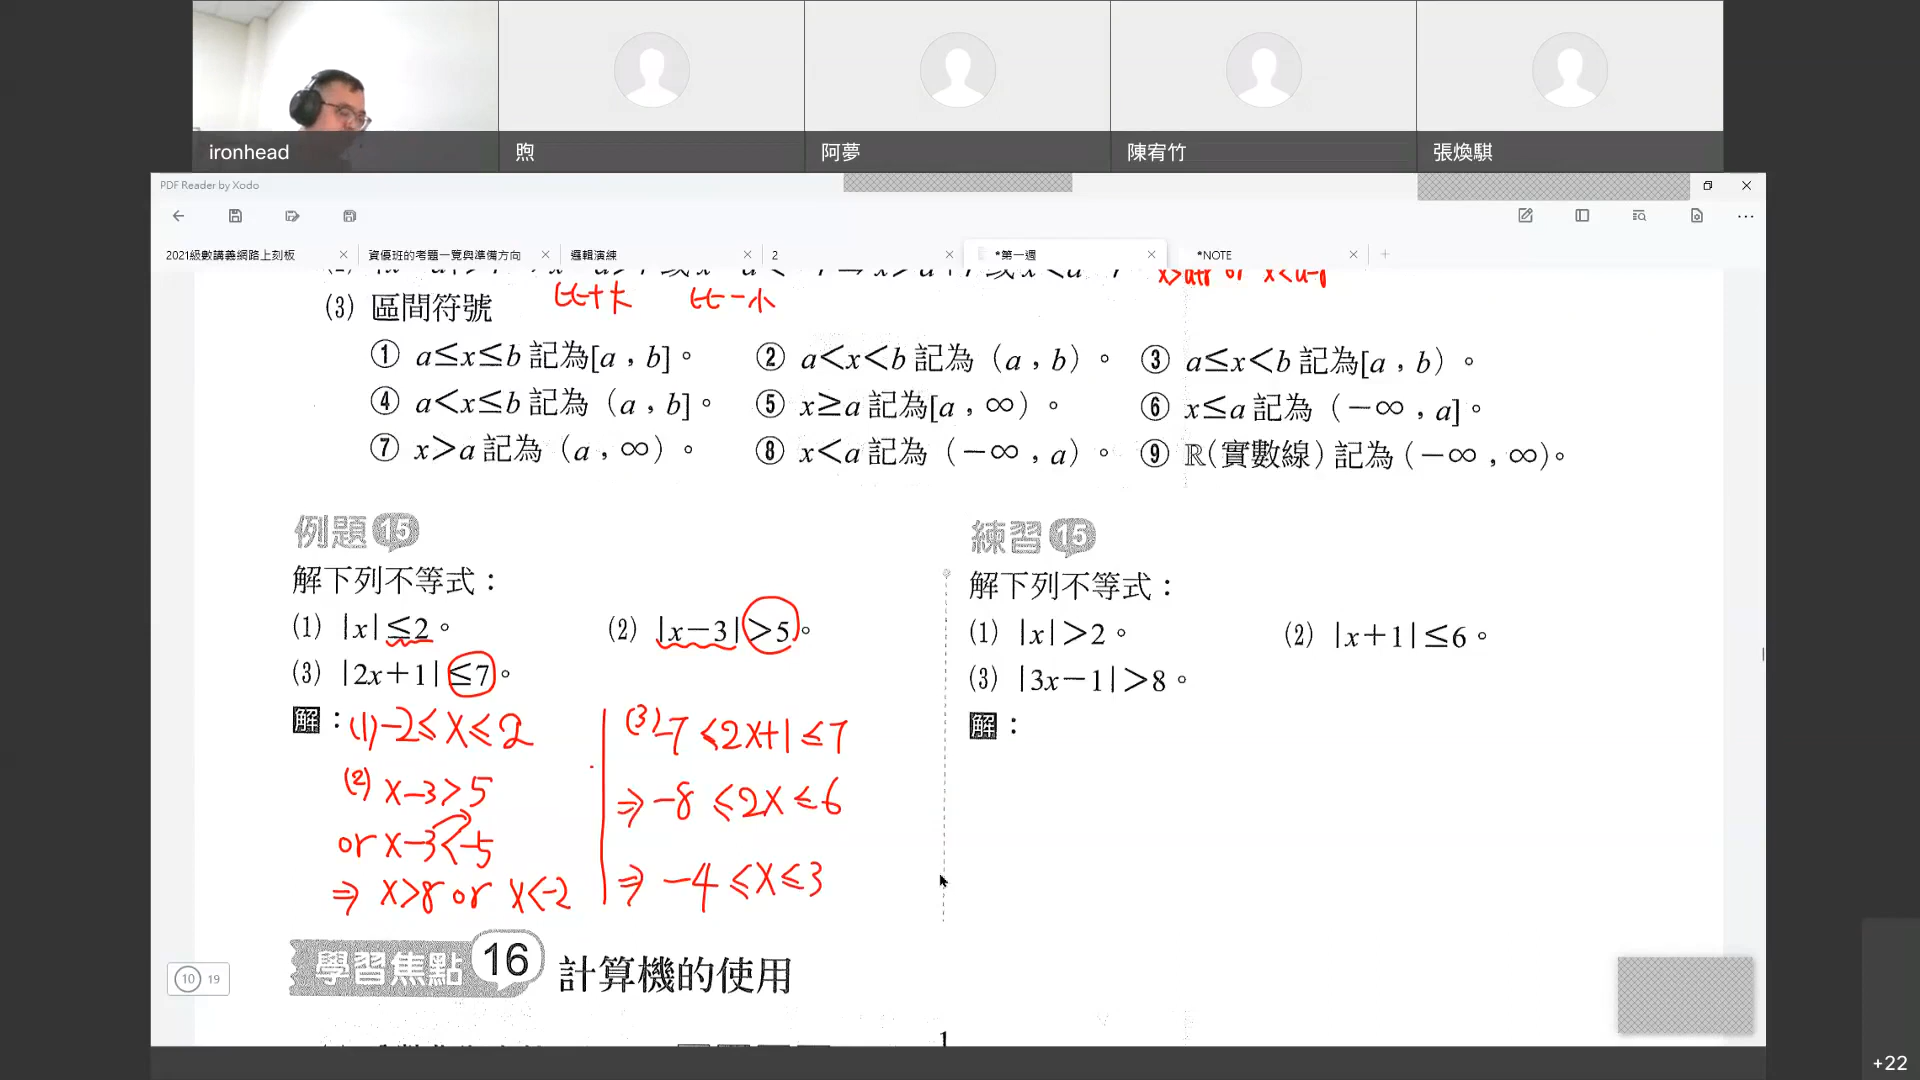 ironhead
煦
阿夢
陳宥竹
張煥騏
PDF Reader by Xodo
2021級數講義網路上刻板
資優班的考題一覽與準備方向
邏輯演練
2
*第一週
*NOTE
x>a+r or x<a-r
比十大 比一小
(3) 區間符號
① a≤x≤b 記為[a，b]。 ② a<x<b 記為（a，b）。 ③ a≤x<b 記為[a，b）。
④ a<x≤b 記為（a，b]。 ⑤ x≥a 記為[a，∞）。 ⑥ x≤a 記為（−∞，a]。
⑦ x>a 記為（a，∞）。 ⑧ x<a 記為（−∞，a）。 ⑨ ℝ(實數線) 記為(−∞，∞)。
例題 15
解下列不等式：
(1) |x|≤2。 (2) |x−3|>5。
(3) |2x+1|≤7。
解：(1) -2≤x≤2
(2) x-3>5
or x-3<-5
⇒ x>8 or x<-2
(3) -7≤2x+1≤7
⇒ -8≤2x≤6
⇒ -4≤x≤3
練習 15
解下列不等式：
(1) |x|>2。 (2) |x+1|≤6。
(3) |3x−1|>8。
解：
學習焦點 16 計算機的使用
10 19
1
+22